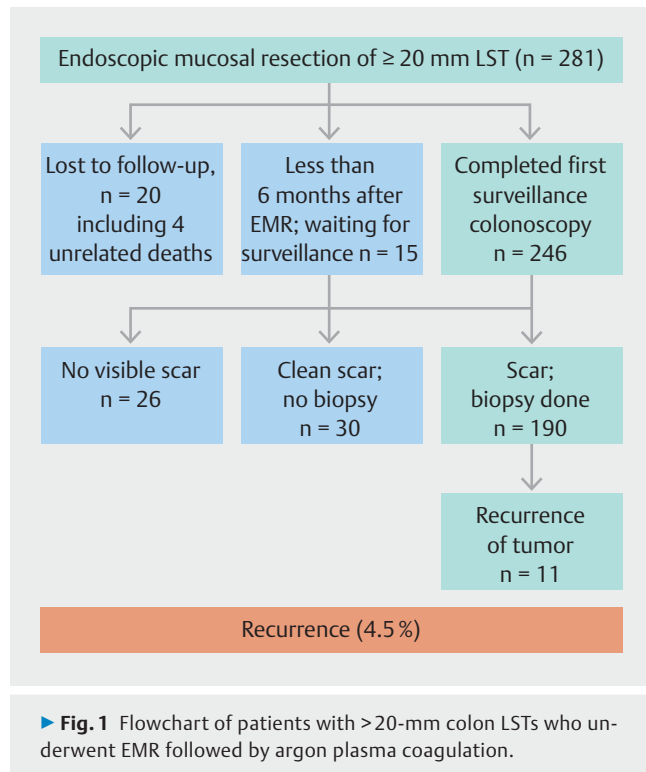 Endoscopic mucosal resection of ≥ 20 mm LST (n = 281)
Lost to follow-up,
n = 20
including 4
unrelated deaths
Less than
6 months after
EMR; waiting for
surveillance n = 15
Completed first
surveillance
colonoscopy
n = 246
No visible scar
n = 26
Clean scar;
no biopsy
n = 30
Scar;
biopsy done
n = 190
Recurrence
of tumor
n = 11
Recurrence (4.5 %)
▶ Fig. 1 Flowchart of patients with > 20-mm colon LSTs who un-
derwent EMR followed by argon plasma coagulation.